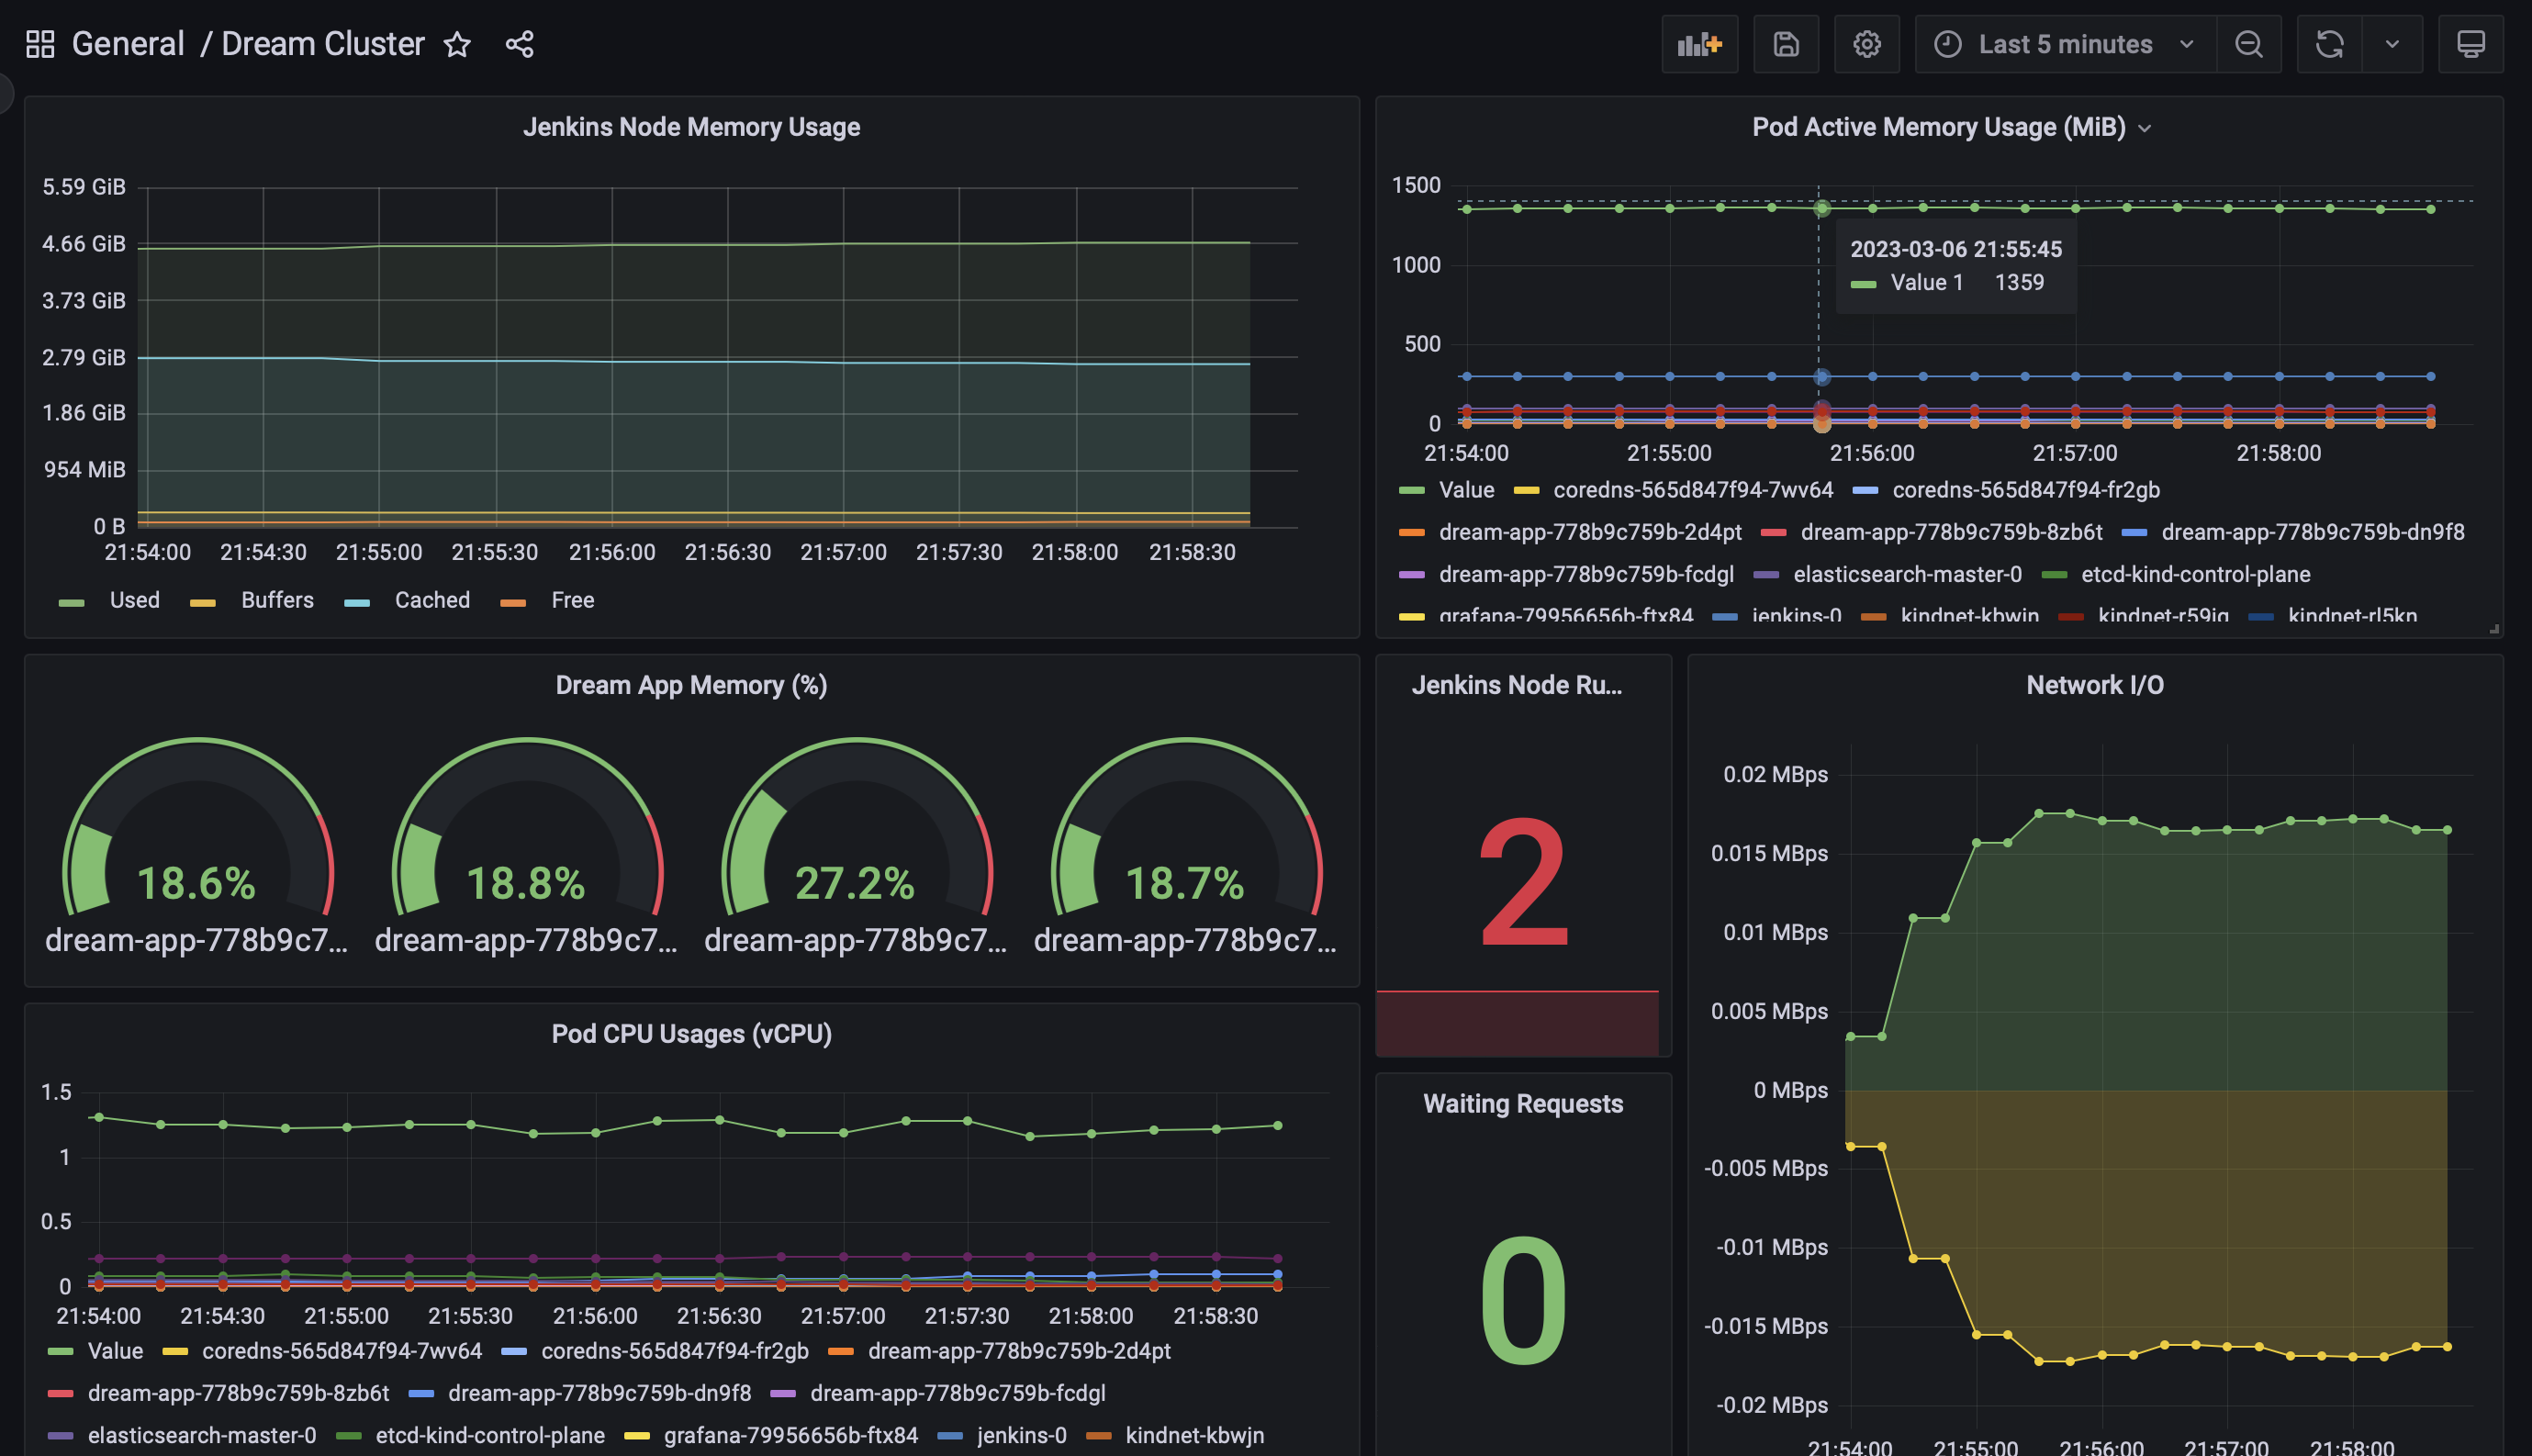 General / Dream Cluster
Last 5 minutes
Jenkins Node Memory Usage
5.59 GiB
4.66 GiB
3.73 GiB
2.79 GiB
1.86 GiB
954 MiB
0 B
21:54:00 21:54:30 21:55:00 21:55:30 21:56:00 21:56:30 21:57:00 21:57:30 21:58:00 21:58:30
Used Buffers Cached Free
Pod Active Memory Usage (MiB)
1500
1000
500
0
2023-03-06 21:55:45
Value 1 1359
21:54:00 21:55:00 21:56:00 21:57:00 21:58:00
Value coredns-565d847f94-7wv64 coredns-565d847f94-fr2gb
dream-app-778b9c759b-2d4pt dream-app-778b9c759b-8zb6t dream-app-778b9c759b-dn9f8
dream-app-778b9c759b-fcdgl elasticsearch-master-0 etcd-kind-control-plane
grafana-79956656b-ftx84 jenkins-0 kindnet-kbwjn kindnet-rl5kn
Dream App Memory (%)
18.6% 18.8% 27.2% 18.7%
dream-app-778b9c7... dream-app-778b9c7... dream-app-778b9c7... dream-app-778b9c7...
Jenkins Node Ru...
2
Network I/O
0.02 MBps
0.015 MBps
0.01 MBps
0.005 MBps
0 MBps
-0.005 MBps
-0.01 MBps
-0.015 MBps
-0.02 MBps
21:54:00 21:55:00 21:56:00 21:57:00 21:58:00
Pod CPU Usages (vCPU)
1.5
1
0.5
0
21:54:00 21:54:30 21:55:00 21:55:30 21:56:00 21:56:30 21:57:00 21:57:30 21:58:00 21:58:30
Value coredns-565d847f94-7wv64 coredns-565d847f94-fr2gb dream-app-778b9c759b-2d4pt
dream-app-778b9c759b-8zb6t dream-app-778b9c759b-dn9f8 dream-app-778b9c759b-fcdgl
elasticsearch-master-0 etcd-kind-control-plane grafana-79956656b-ftx84 jenkins-0 kindnet-kbwjn
Waiting Requests
0